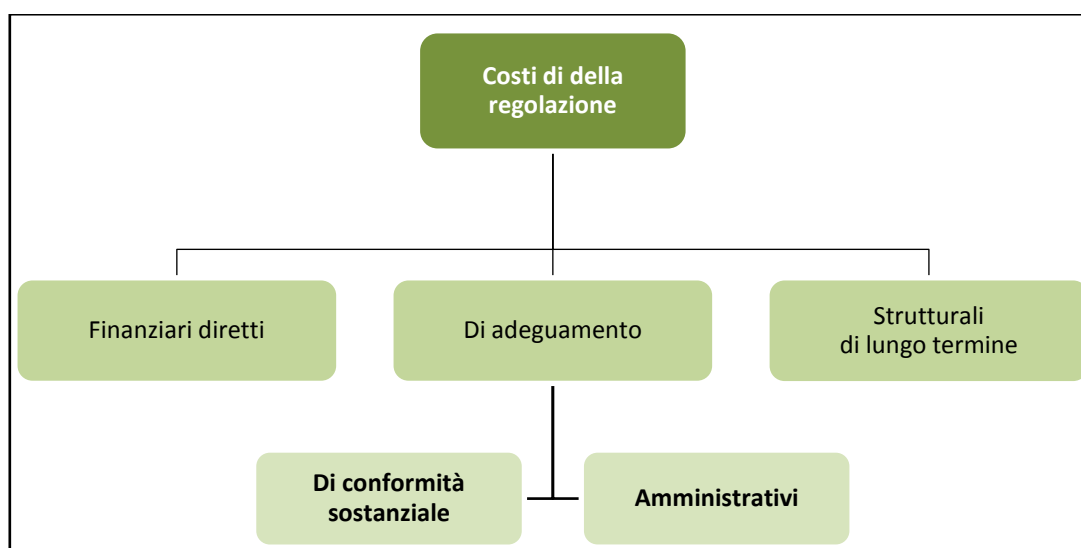 Costi di della
regolazione
Finanziari diretti
Di adeguamento
Strutturali
di lungo termine
Di conformità
sostanziale
Amministrativi